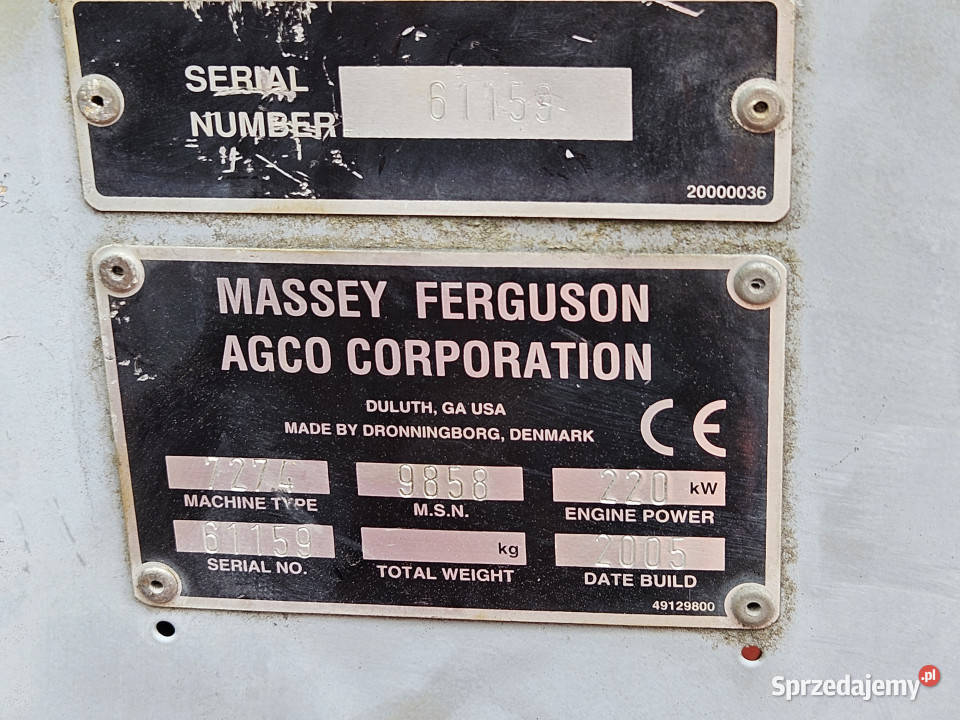 SERIAL
NUMBER
61159
20000036
MASSEY FERGUSON
AGCO CORPORATION
DULUTH, GA USA
MADE BY DRONNINGBORG, DENMARK
CE
7274 9858 220 kW
MACHINE TYPE M.S.N. ENGINE POWER
61159 kg 2005
SERIAL NO. TOTAL WEIGHT DATE BUILD
49129800
Sprzedajemy.pl